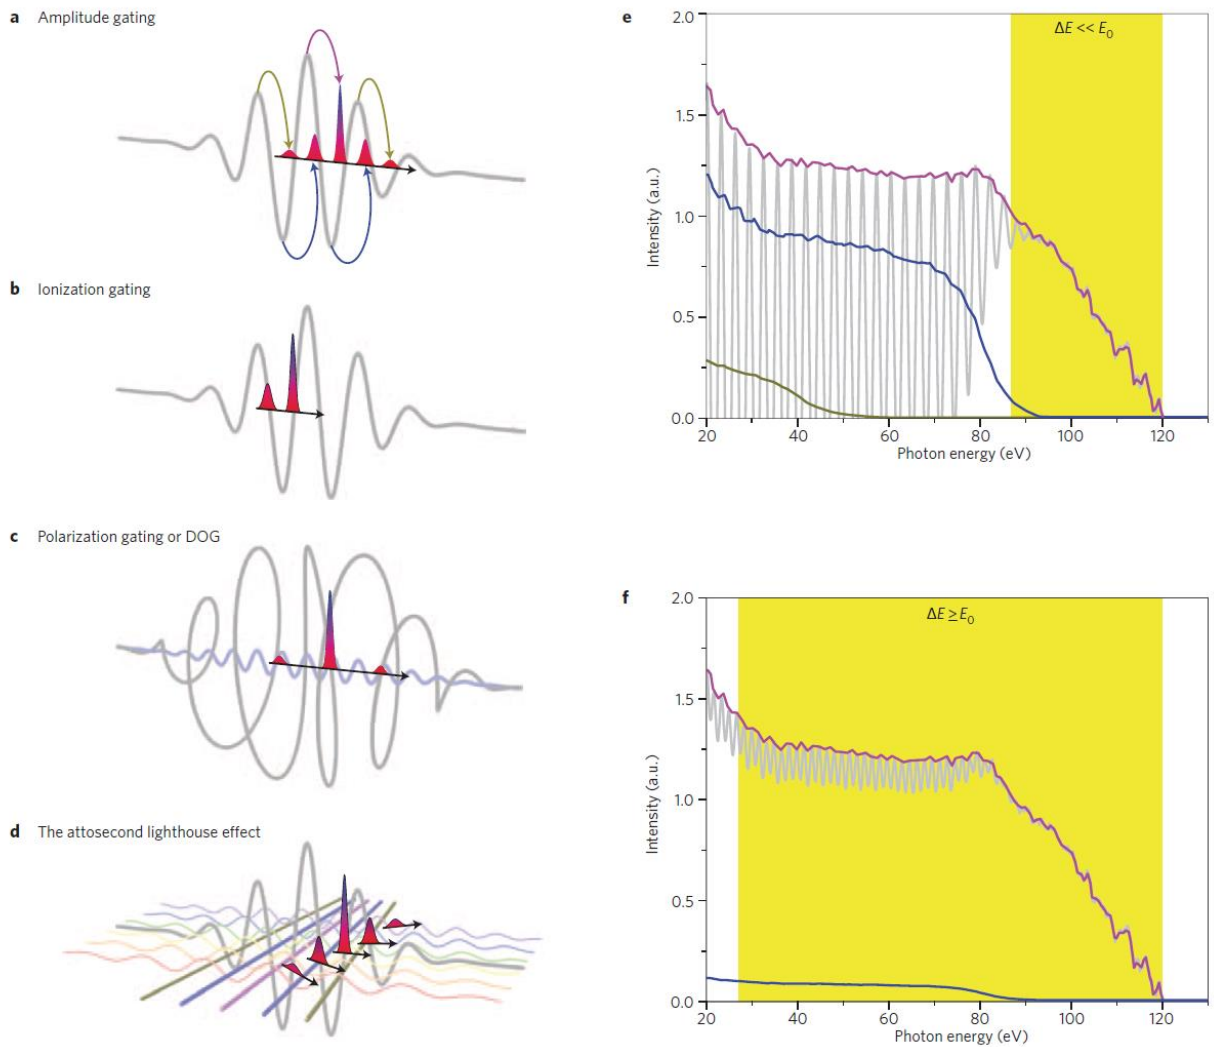 a Amplitude gating
b Ionization gating
c Polarization gating or DOG
d The attosecond lighthouse effect
e
2.0
1.5
1.0
0.5
0.0
Intensity (a.u.)
ΔE << E₀
20 40 60 80 100 120
Photon energy (eV)
f
2.0
1.5
1.0
0.5
0.0
Intensity (a.u.)
ΔE ≥ E₀
20 40 60 80 100 120
Photon energy (eV)